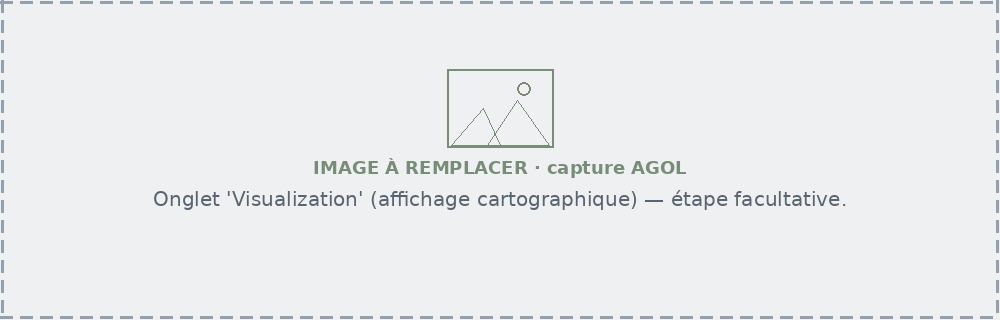 IMAGE À REMPLACER · capture AGOL
Onglet 'Visualization' (affichage cartographique) — étape facultative.